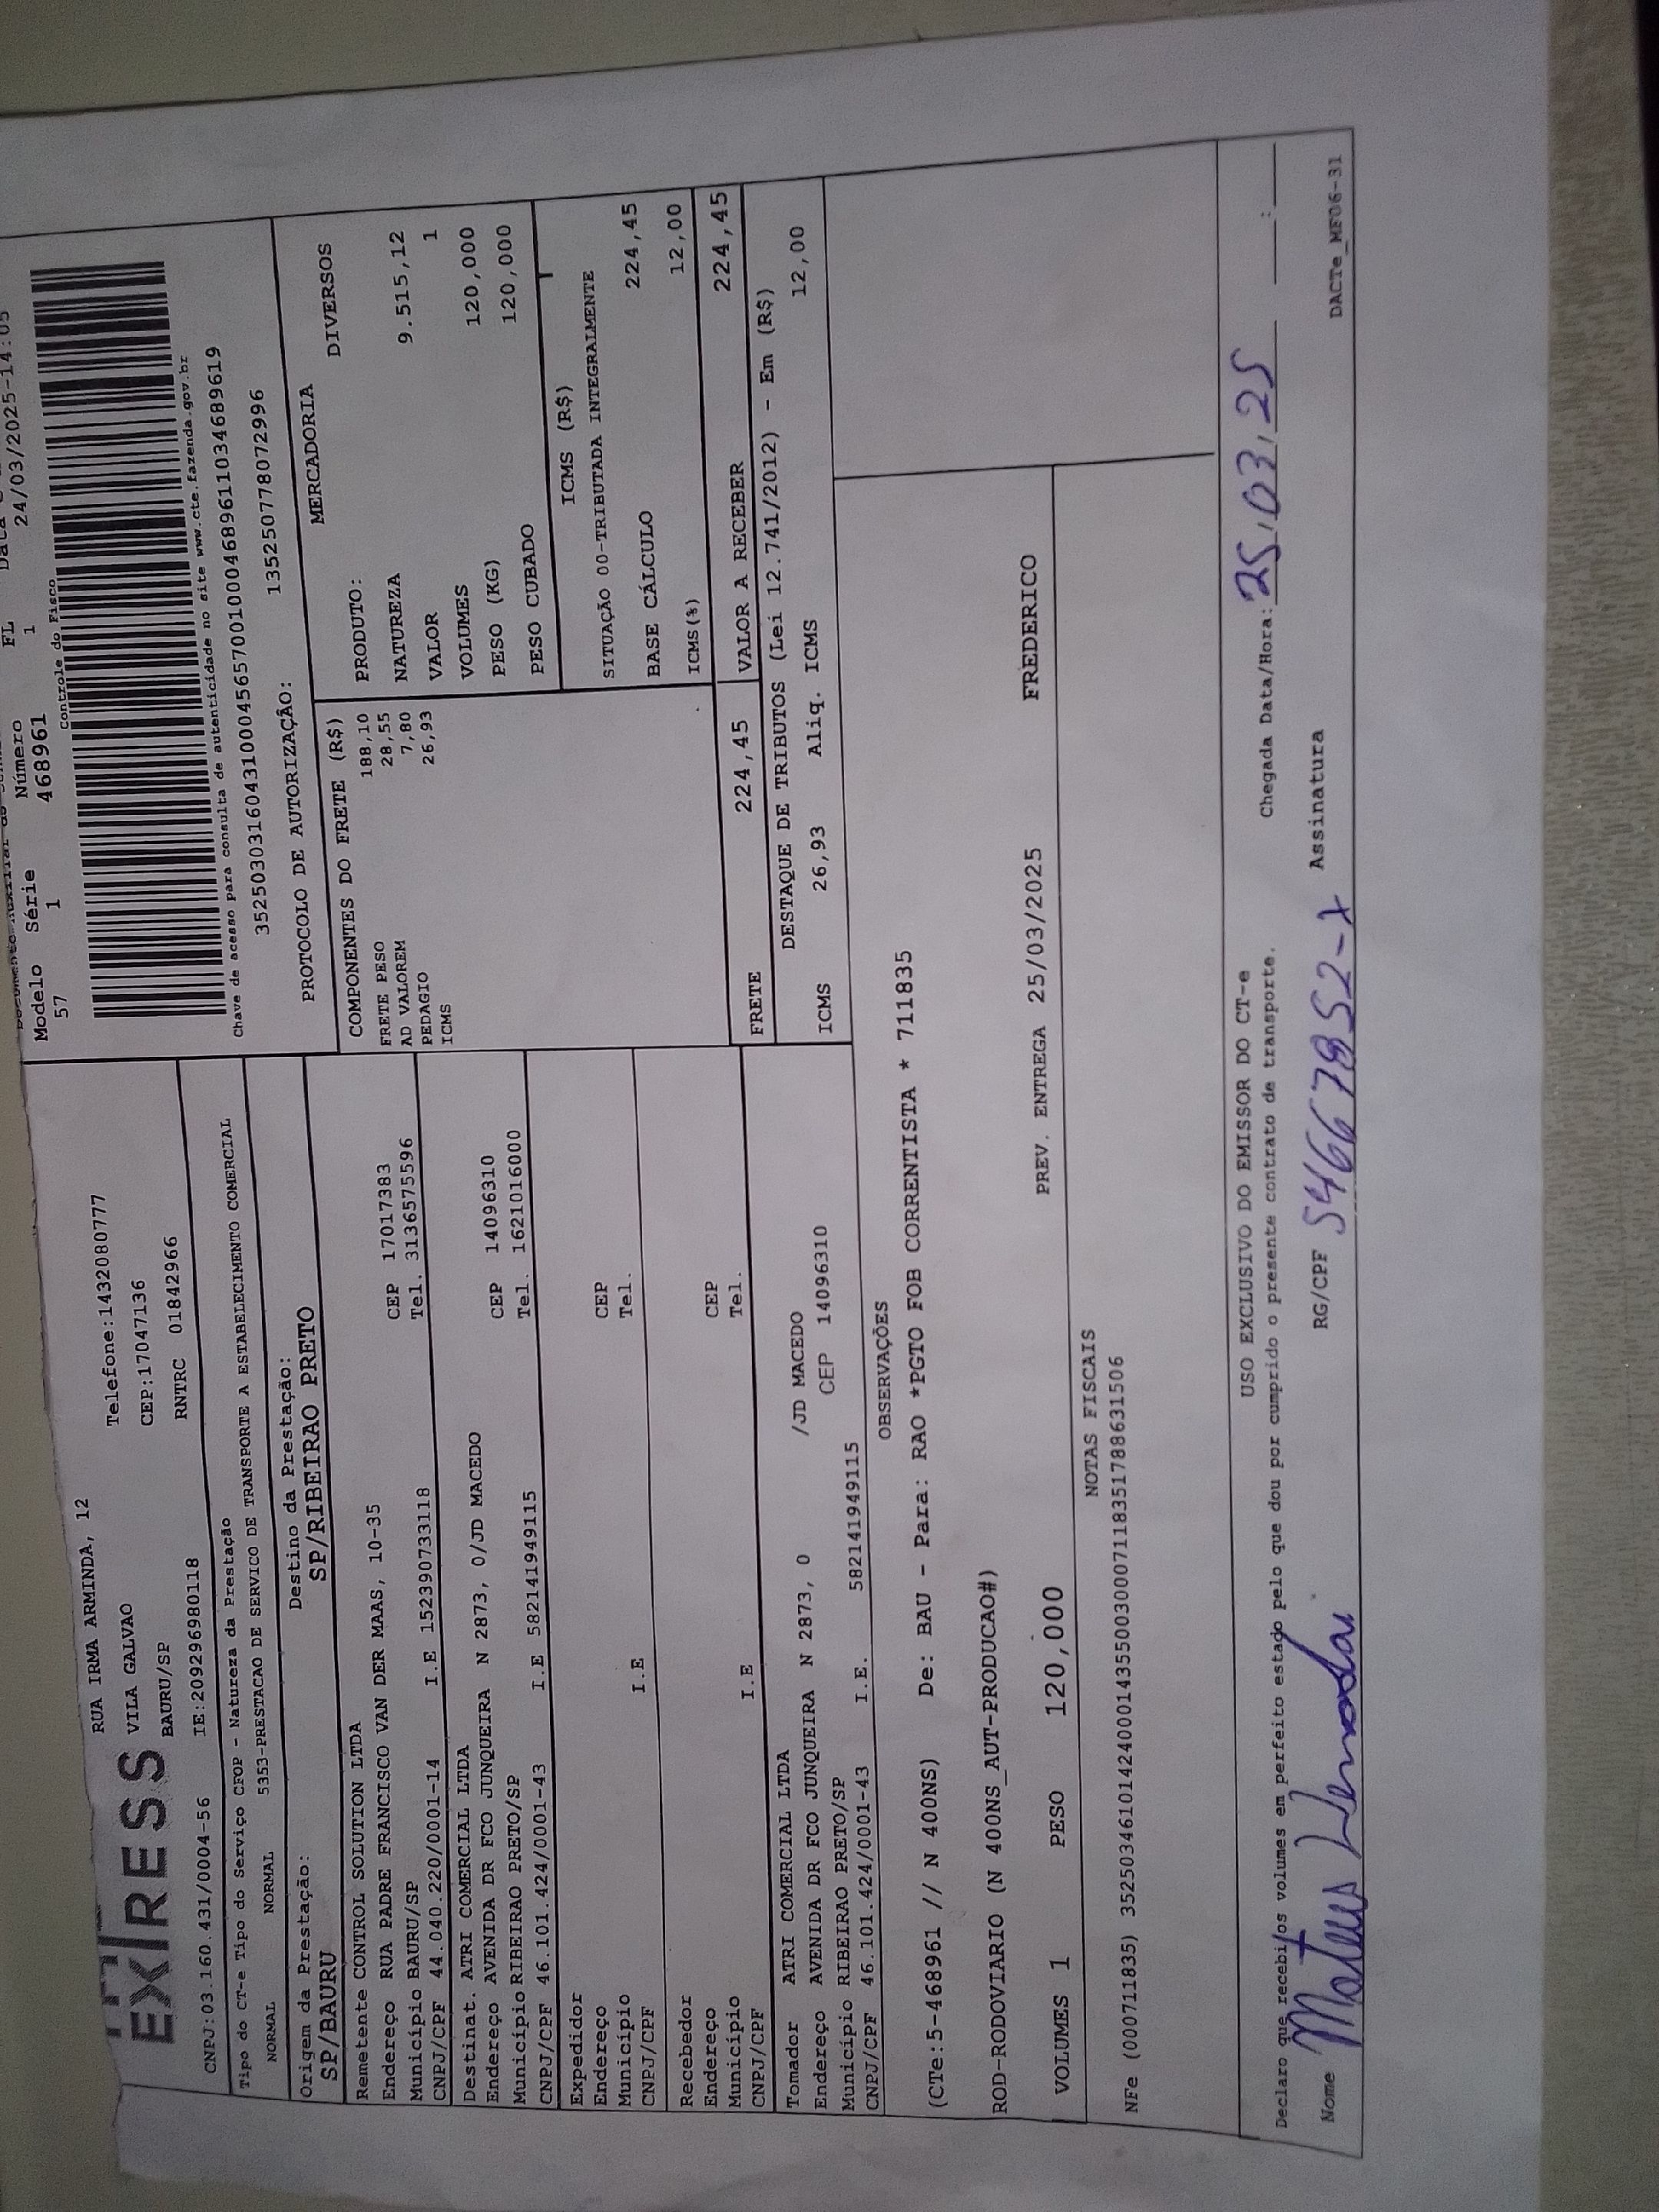 EX/RESS
RUA IRMA ARMINDA, 12
VILA GALVAO
BAURU/SP
Telefone:1432080777
CEP:17047136
RNTRC 01842966
CNPJ:03.160.431/0004-56 IE:209296980118
Modelo Série Número FL
57 1 468961 1 24/03/2025-14:05
Controle do Fisco
Chave de acesso para consulta de autenticidade no site www.cte.fazenda.gov.br
35250303160431000456570010004689611034689619
PROTOCOLO DE AUTORIZAÇÃO: 135250778072996
Tipo do CT-e Tipo do Serviço CFOP - Natureza da Prestação
NORMAL NORMAL 5353-PRESTACAO DE SERVICO DE TRANSPORTE A ESTABELECIMENTO COMERCIAL
Origem da Prestação: Destino da Prestação:
SP/BAURU SP/RIBEIRAO PRETO
Remetente CONTROL SOLUTION LTDA
Endereço RUA PADRE FRANCISCO VAN DER MAAS, 10-35 CEP 17017383
Município BAURU/SP Tel. 3136575596
CNPJ/CPF 44.040.220/0001-14 I.E 152390733118
Destinat. ATRI COMERCIAL LTDA
Endereço AVENIDA DR FCO JUNQUEIRA N 2873, 0/JD MACEDO CEP 14096310
Município RIBEIRAO PRETO/SP Tel. 1621016000
CNPJ/CPF 46.101.424/0001-43 I.E 582141949115
Expedidor
Endereço CEP
Município Tel.
CNPJ/CPF I.E
Recebedor
Endereço CEP
Município Tel.
CNPJ/CPF I.E
Tomador ATRI COMERCIAL LTDA
Endereço AVENIDA DR FCO JUNQUEIRA N 2873, 0 /JD MACEDO
Município RIBEIRAO PRETO/SP CEP 14096310
CNPJ/CPF 46.101.424/0001-43 I.E. 582141949115
COMPONENTES DO FRETE (R$)
FRETE PESO 188,10
AD VALOREM 28,55
PEDAGIO 7,80
ICMS 26,93
MERCADORIA
PRODUTO: DIVERSOS
NATUREZA
VALOR 9.515,12
VOLUMES 1
PESO (KG) 120,000
PESO CUBADO 120,000
ICMS (R$)
SITUAÇÃO 00-TRIBUTADA INTEGRALMENTE
BASE CÁLCULO 224,45
ICMS(%) 12,00
FRETE 224,45 VALOR A RECEBER 224,45
DESTAQUE DE TRIBUTOS (Lei 12.741/2012) - Em (R$)
ICMS 26,93 Aliq. ICMS 12,00
OBSERVAÇÕES
(CTe:5-468961 // N 400NS) De: BAU - Para: RAO *PGTO FOB CORRENTISTA * 711835
ROD-RODOVIARIO (N 400NS_AUT-PRODUCAO#)
VOLUMES 1 PESO 120,000 PREV. ENTREGA 25/03/2025 FREDERICO
NOTAS FISCAIS
NFe (000711835) 35250346101424000143550030007118351788631506
USO EXCLUSIVO DO EMISSOR DO CT-e
Declaro que recebi/os volumes em perfeito estado pelo que dou por cumprido o presente contrato de transporte. Chegada Data/Hora: 25/03/25 :
Nome Mateus RG/CPF 54667852-X Assinatura
DACTe_MF06-31